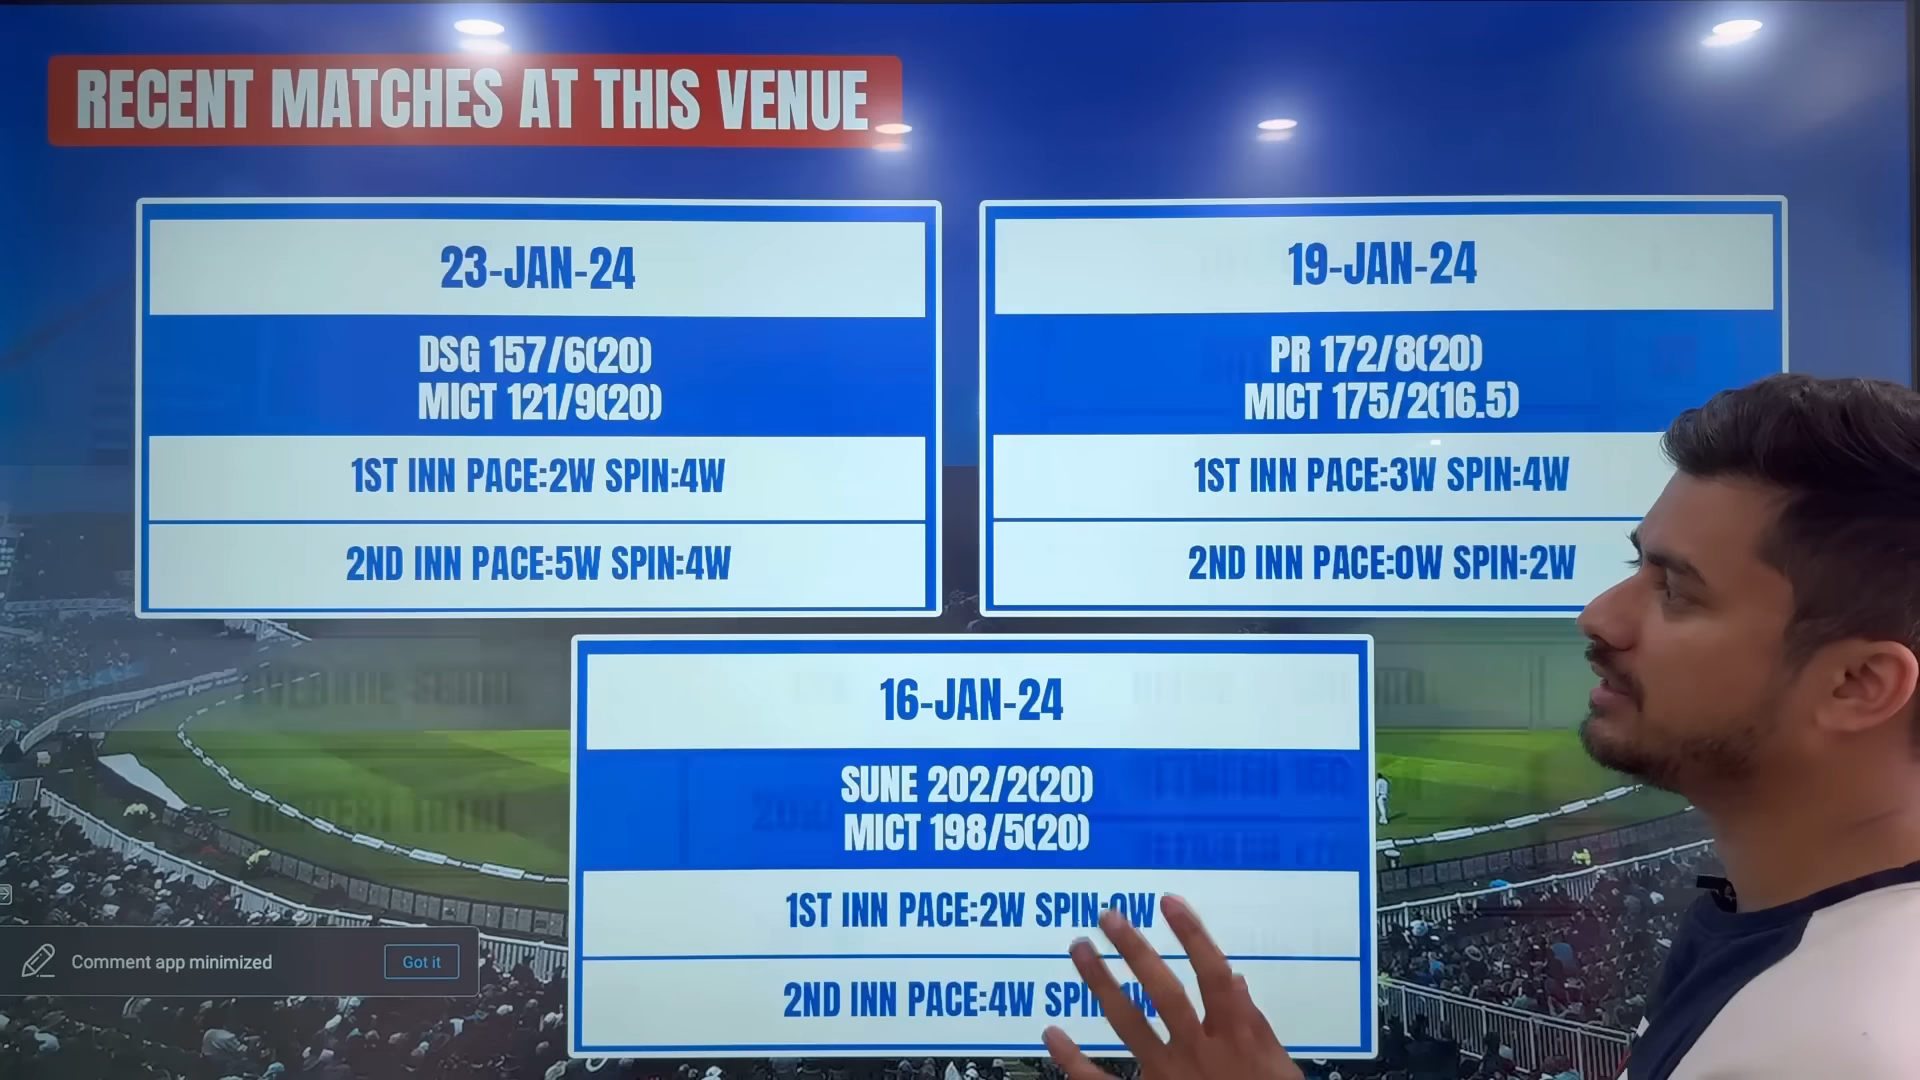 RECENT MATCHES AT THIS VENUE
23-JAN-24
DSG 157/6(20)
MICT 121/9(20)
1ST INN PACE:2W SPIN:4W
2ND INN PACE:5W SPIN:4W
19-JAN-24
PR 172/8(20)
MICT 175/2(16.5)
1ST INN PACE:3W SPIN:4W
2ND INN PACE:0W SPIN:2W
16-JAN-24
SUNE 202/2(20)
MICT 198/5(20)
1ST INN PACE:2W SPIN:0W
2ND INN PACE:4W SPIN:1W
Comment app minimized
Got it